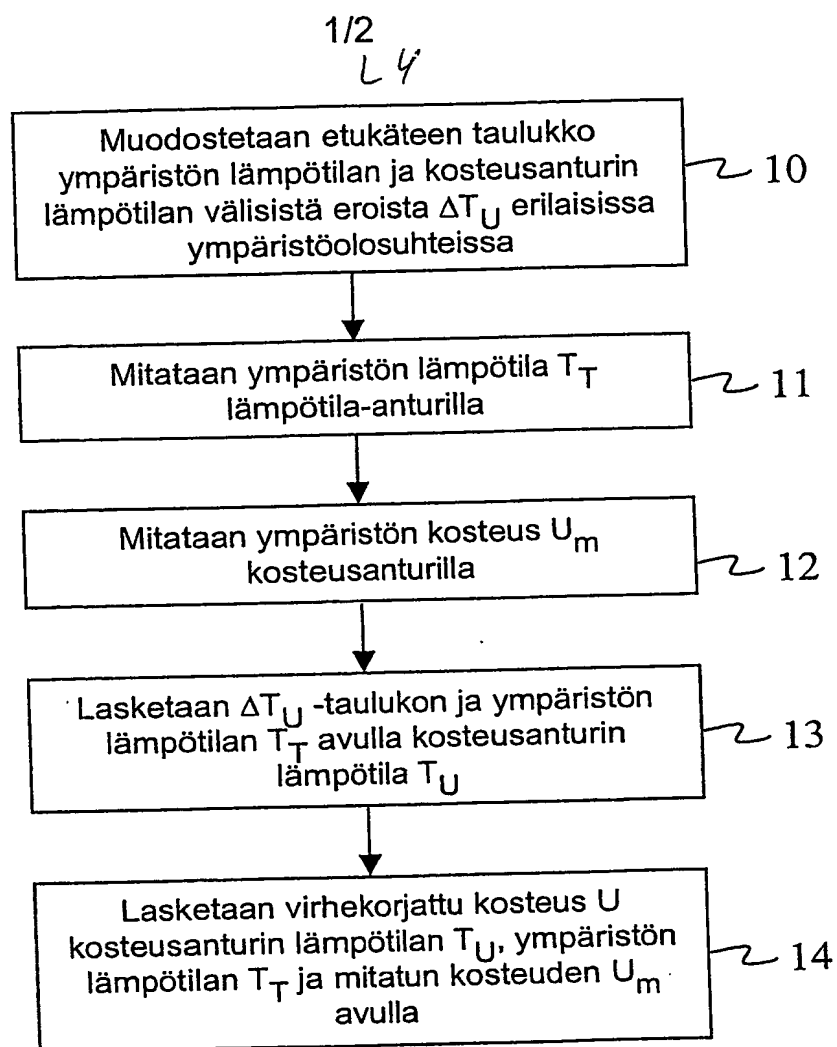 1/2
L4
Muodostetaan etukäteen taulukko
ympäristön lämpötilan ja kosteusanturin
lämpötilan välisistä eroista ΔT_U erilaisissa
ympäristöolosuhteissa
10
Mitataan ympäristön lämpötila T_T
lämpötila-anturilla
11
Mitataan ympäristön kosteus U_m
kosteusanturilla
12
Lasketaan ΔT_U -taulukon ja ympäristön
lämpötilan T_T avulla kosteusanturin
lämpötila T_U
13
Lasketaan virhekorjattu kosteus U
kosteusanturin lämpötilan T_U, ympäristön
lämpötilan T_T ja mitatun kosteuden U_m
avulla
14